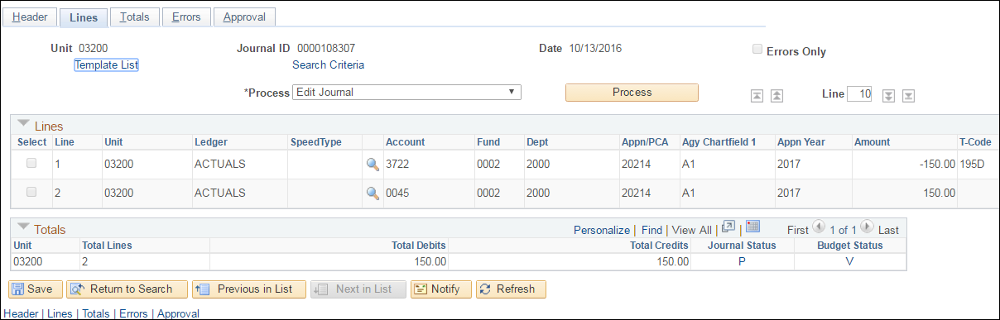 Header Lines Totals Errors Approval
Unit 03200 Journal ID 0000108307 Date 10/13/2016 Errors Only
Template List Search Criteria
*Process Edit Journal Process Line 10
Lines
Select Line Unit Ledger SpeedType Account Fund Dept Appn/PCA Agy Chartfield 1 Appn Year Amount T-Code
1 03200 ACTUALS 3722 0002 2000 20214 A1 2017 -150.00 195D
2 03200 ACTUALS 0045 0002 2000 20214 A1 2017 150.00
Totals Personalize | Find | View All | | First 1 of 1 Last
Unit Total Lines Total Debits Total Credits Journal Status Budget Status
03200 2 150.00 150.00 P V
Save Return to Search Previous in List Next in List Notify Refresh
Header | Lines | Totals | Errors | Approval